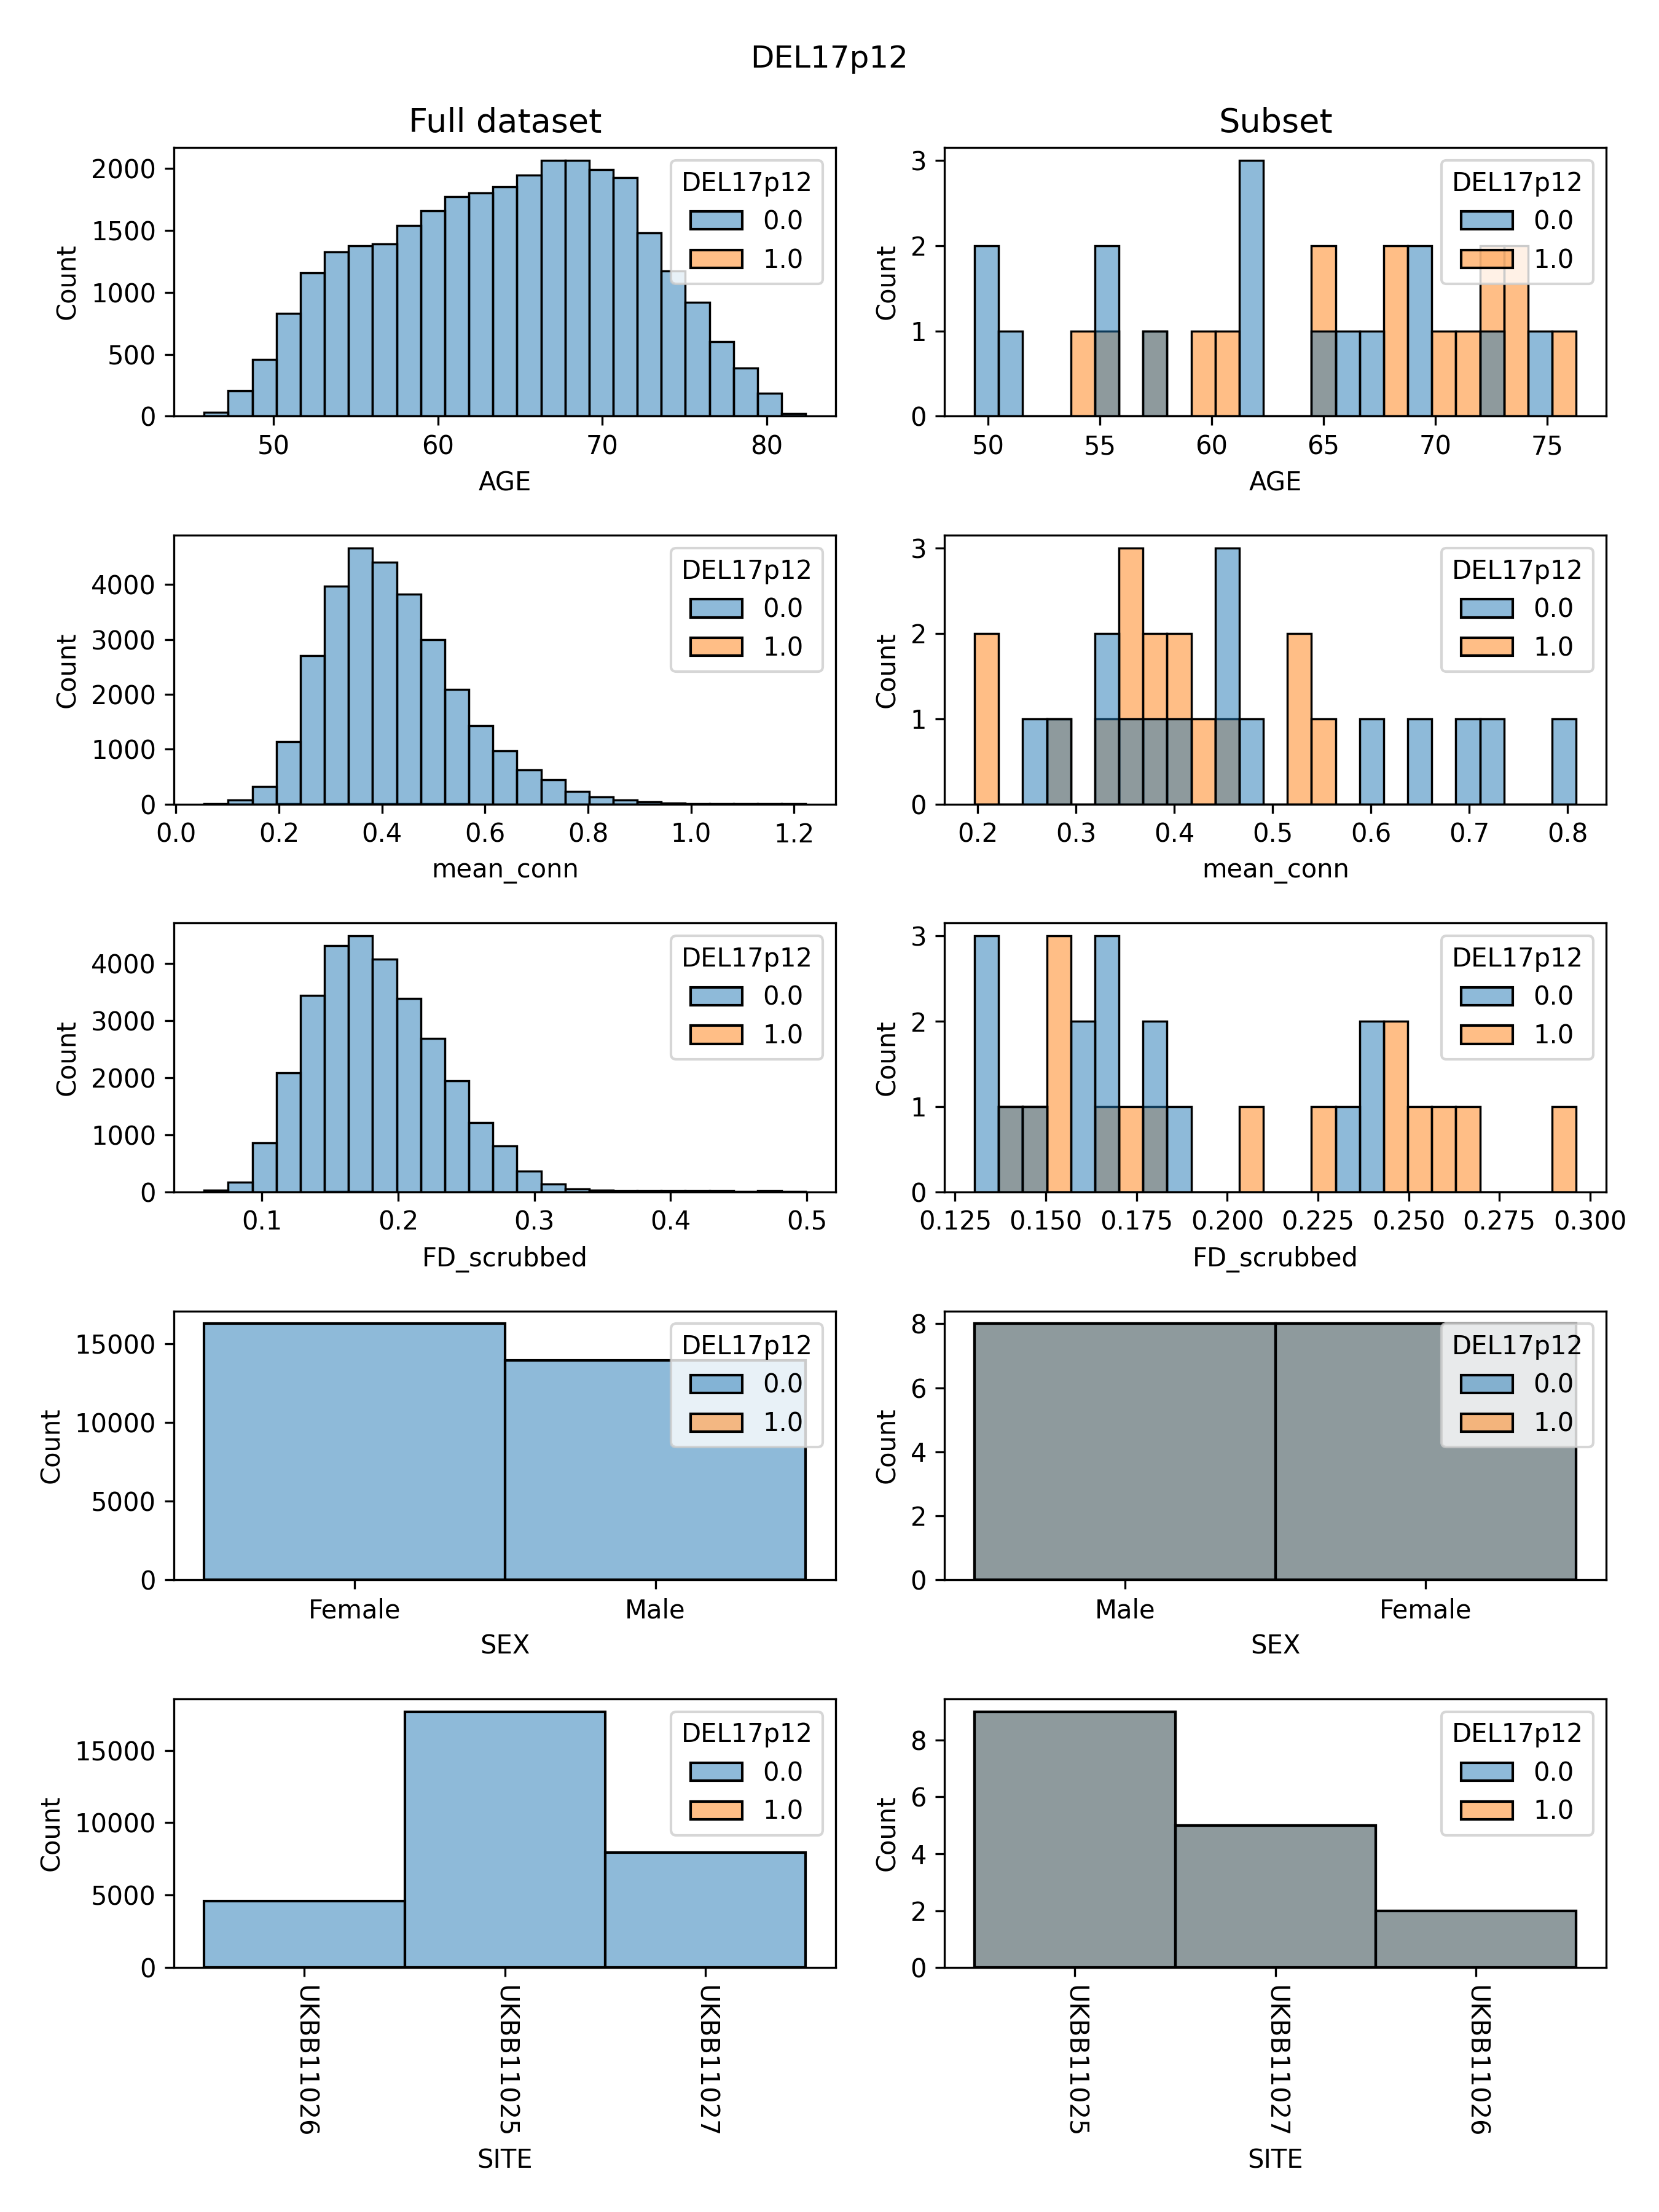 DEL17p12
Full dataset
2000
1500
1000
500
0
Count
50
60
70
80
AGE
DEL17p12
0.0
1.0
Subset
3
2
1
0
Count
50
55
60
65
70
75
AGE
DEL17p12
0.0
1.0
4000
3000
2000
1000
0
Count
0.0
0.2
0.4
0.6
0.8
1.0
1.2
mean_conn
DEL17p12
0.0
1.0
3
2
1
0
Count
0.2
0.3
0.4
0.5
0.6
0.7
0.8
mean_conn
DEL17p12
0.0
1.0
4000
3000
2000
1000
0
Count
0.1
0.2
0.3
0.4
0.5
FD_scrubbed
DEL17p12
0.0
1.0
3
2
1
0
Count
0.125
0.150
0.175
0.200
0.225
0.250
0.275
0.300
FD_scrubbed
DEL17p12
0.0
1.0
15000
10000
5000
0
Count
Female
Male
SEX
DEL17p12
0.0
1.0
8
6
4
2
0
Count
Male
Female
SEX
DEL17p12
0.0
1.0
15000
10000
5000
0
Count
UKBB11026
UKBB11025
UKBB11027
SITE
DEL17p12
0.0
1.0
8
6
4
2
0
Count
UKBB11025
UKBB11027
UKBB11026
SITE
DEL17p12
0.0
1.0